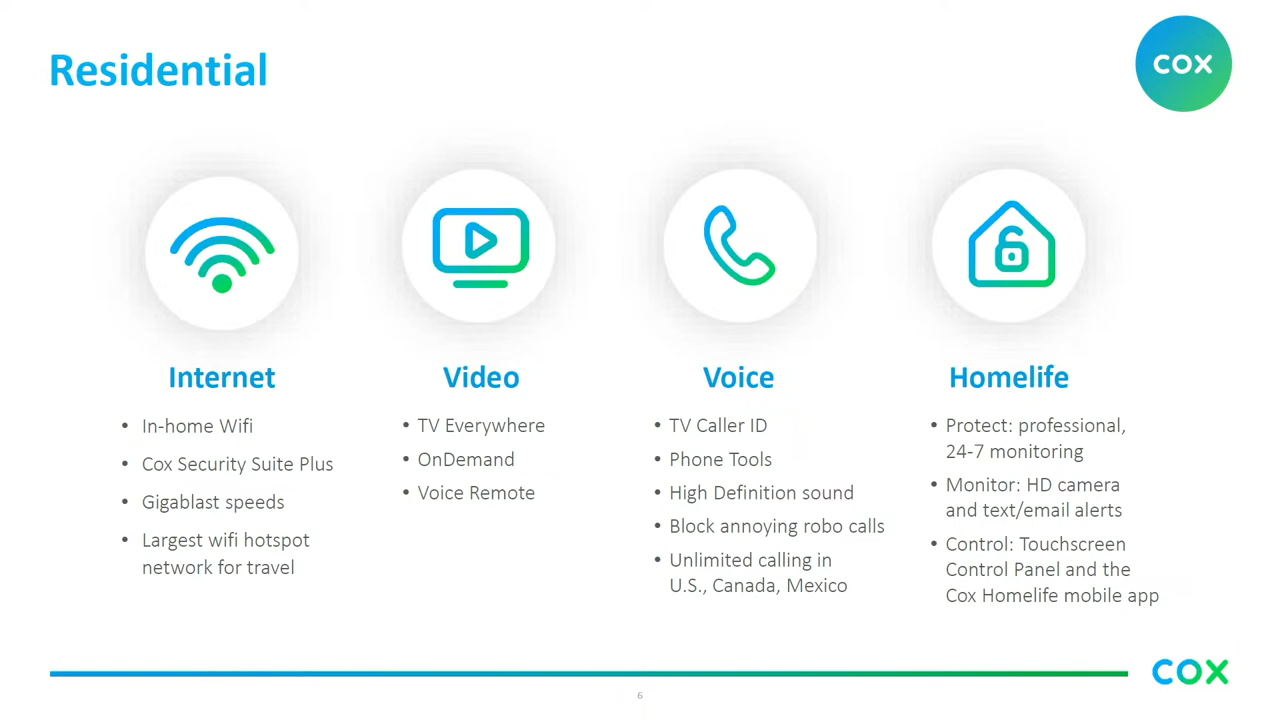 Residential
COX
Internet
• In-home Wifi
• Cox Security Suite Plus
• Gigablast speeds
• Largest wifi hotspot
network for travel
Video
• TV Everywhere
• OnDemand
• Voice Remote
Voice
• TV Caller ID
• Phone Tools
• High Definition sound
• Block annoying robo calls
• Unlimited calling in
U.S., Canada, Mexico
Homelife
• Protect: professional,
24-7 monitoring
• Monitor: HD camera
and text/email alerts
• Control: Touchscreen
Control Panel and the
Cox Homelife mobile app
COX
6